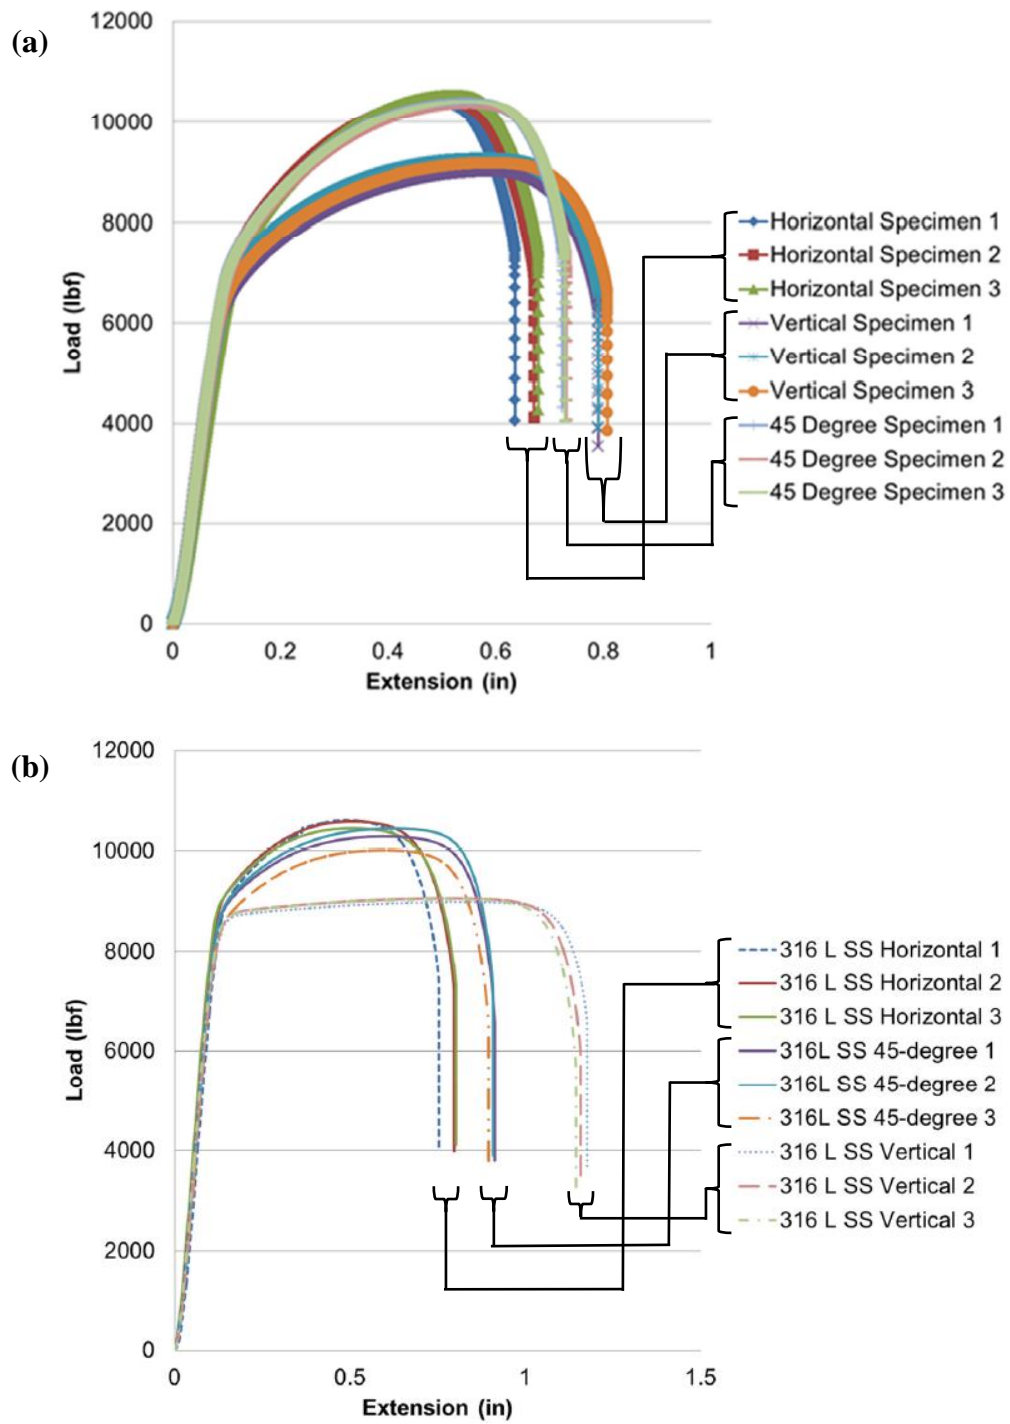 (a)
12000
10000
8000
6000
4000
2000
0
Load (lbf)
0 0.2 0.4 0.6 0.8 1
Extension (in)
Horizontal Specimen 1
Horizontal Specimen 2
Horizontal Specimen 3
Vertical Specimen 1
Vertical Specimen 2
Vertical Specimen 3
45 Degree Specimen 1
45 Degree Specimen 2
45 Degree Specimen 3
(b)
12000
10000
8000
6000
4000
2000
0
Load (lbf)
0 0.5 1 1.5
Extension (in)
316 L SS Horizontal 1
316 L SS Horizontal 2
316 L SS Horizontal 3
316L SS 45-degree 1
316L SS 45-degree 2
316L SS 45-degree 3
316 L SS Vertical 1
316 L SS Vertical 2
316 L SS Vertical 3